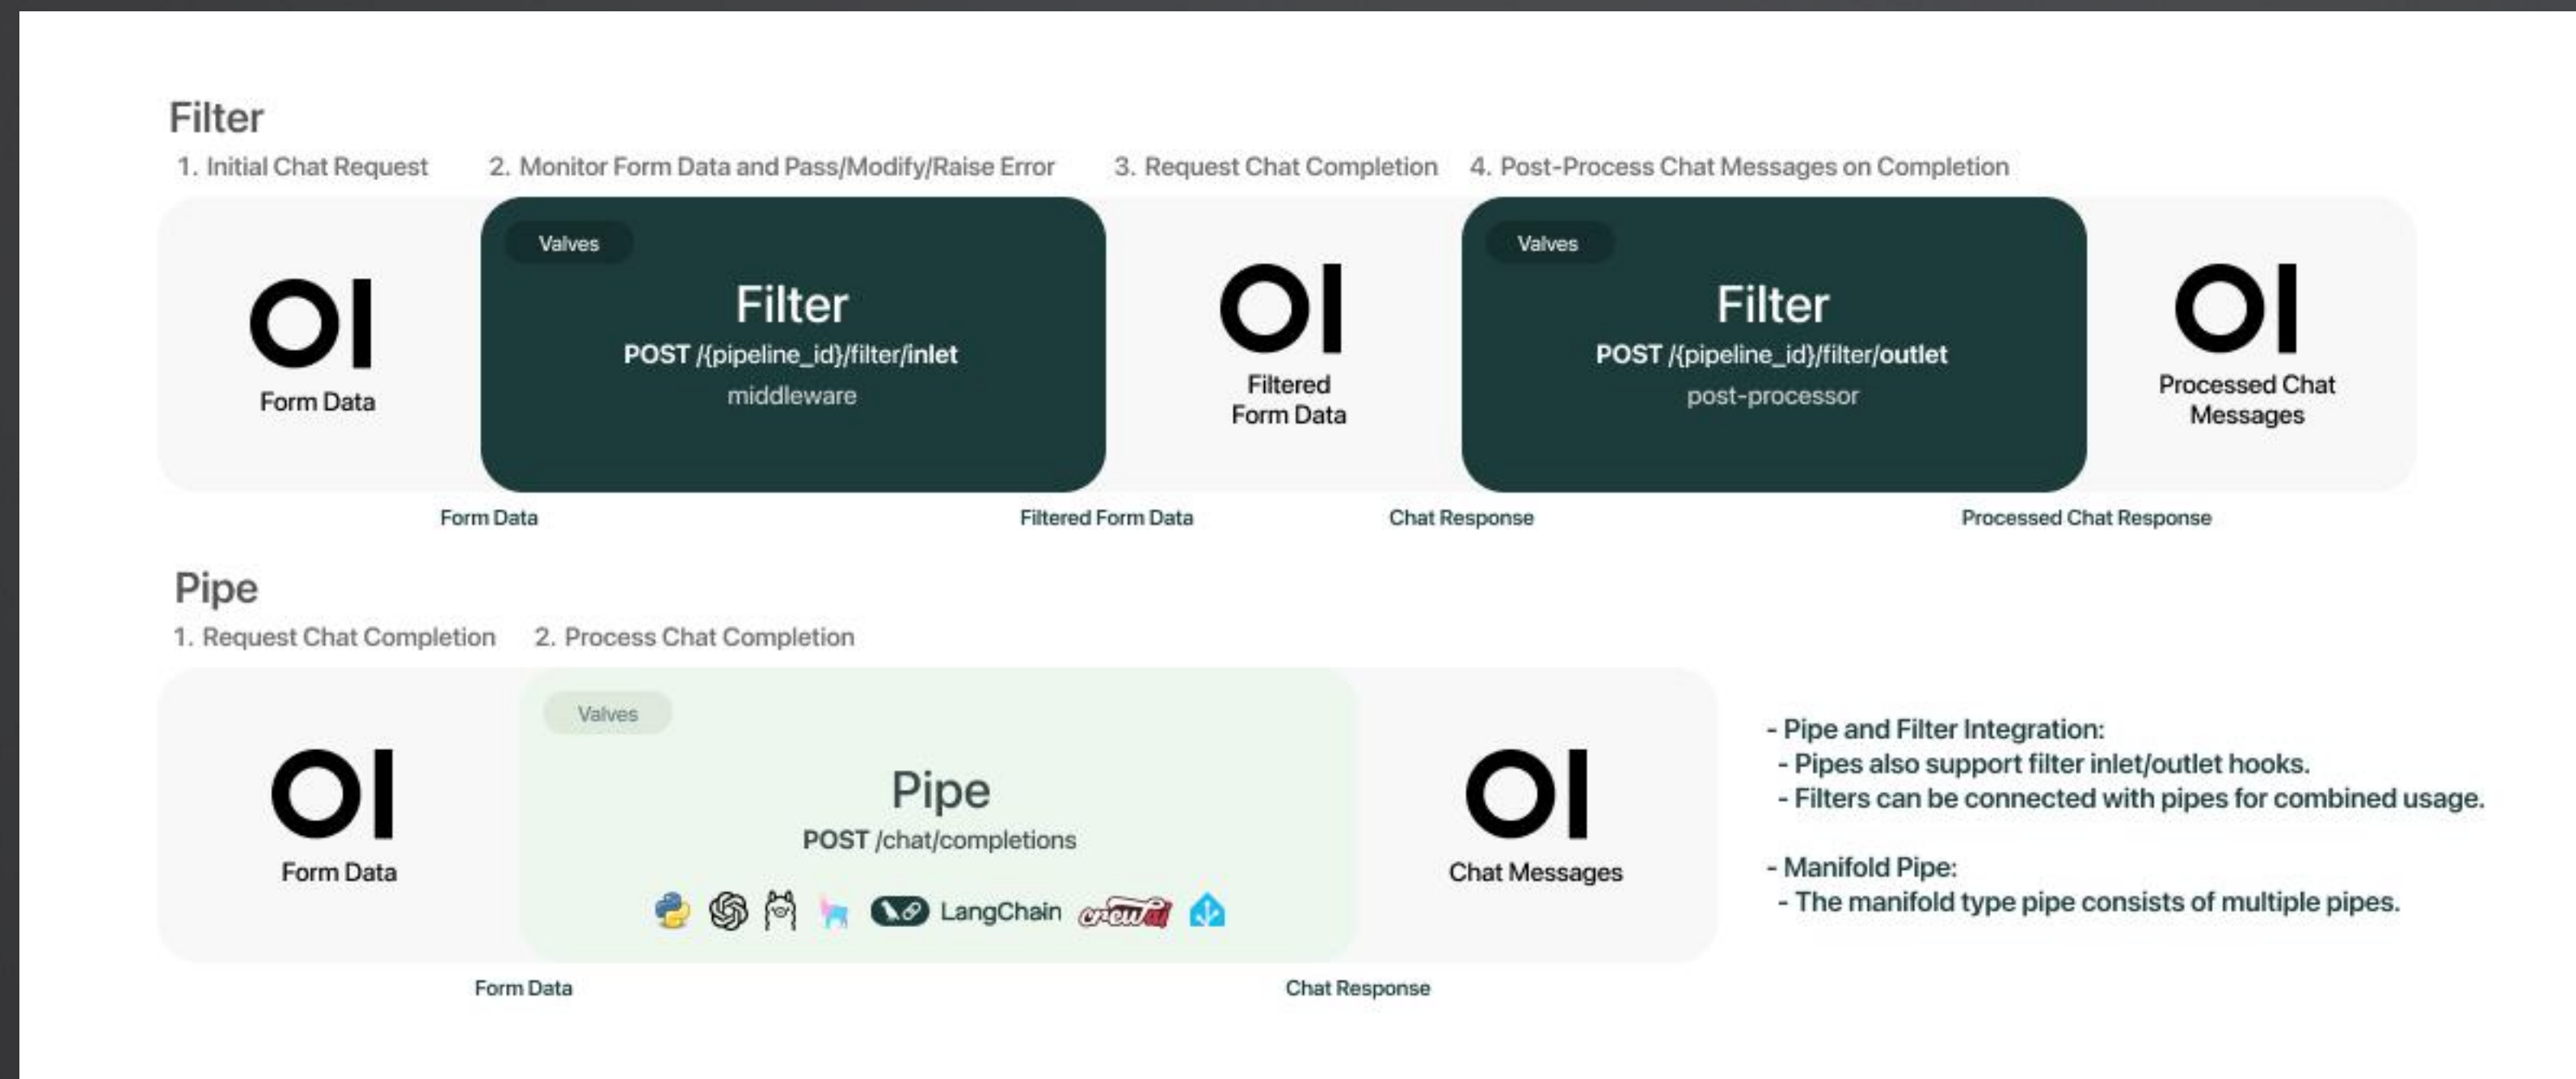 Filter
1. Initial Chat Request
2. Monitor Form Data and Pass/Modify/Raise Error
3. Request Chat Completion
4. Post-Process Chat Messages on Completion
OI
Form Data
Valves
Filter
POST /{pipeline_id}/filter/inlet
middleware
OI
Filtered
Form Data
Valves
Filter
POST /{pipeline_id}/filter/outlet
post-processor
OI
Processed Chat
Messages
Form Data
Filtered Form Data
Chat Response
Processed Chat Response
Pipe
1. Request Chat Completion
2. Process Chat Completion
OI
Form Data
Valves
Pipe
POST /chat/completions
LangChain
crewai
OI
Chat Messages
- Pipe and Filter Integration:
- Pipes also support filter inlet/outlet hooks.
- Filters can be connected with pipes for combined usage.
- Manifold Pipe:
- The manifold type pipe consists of multiple pipes.
Form Data
Chat Response